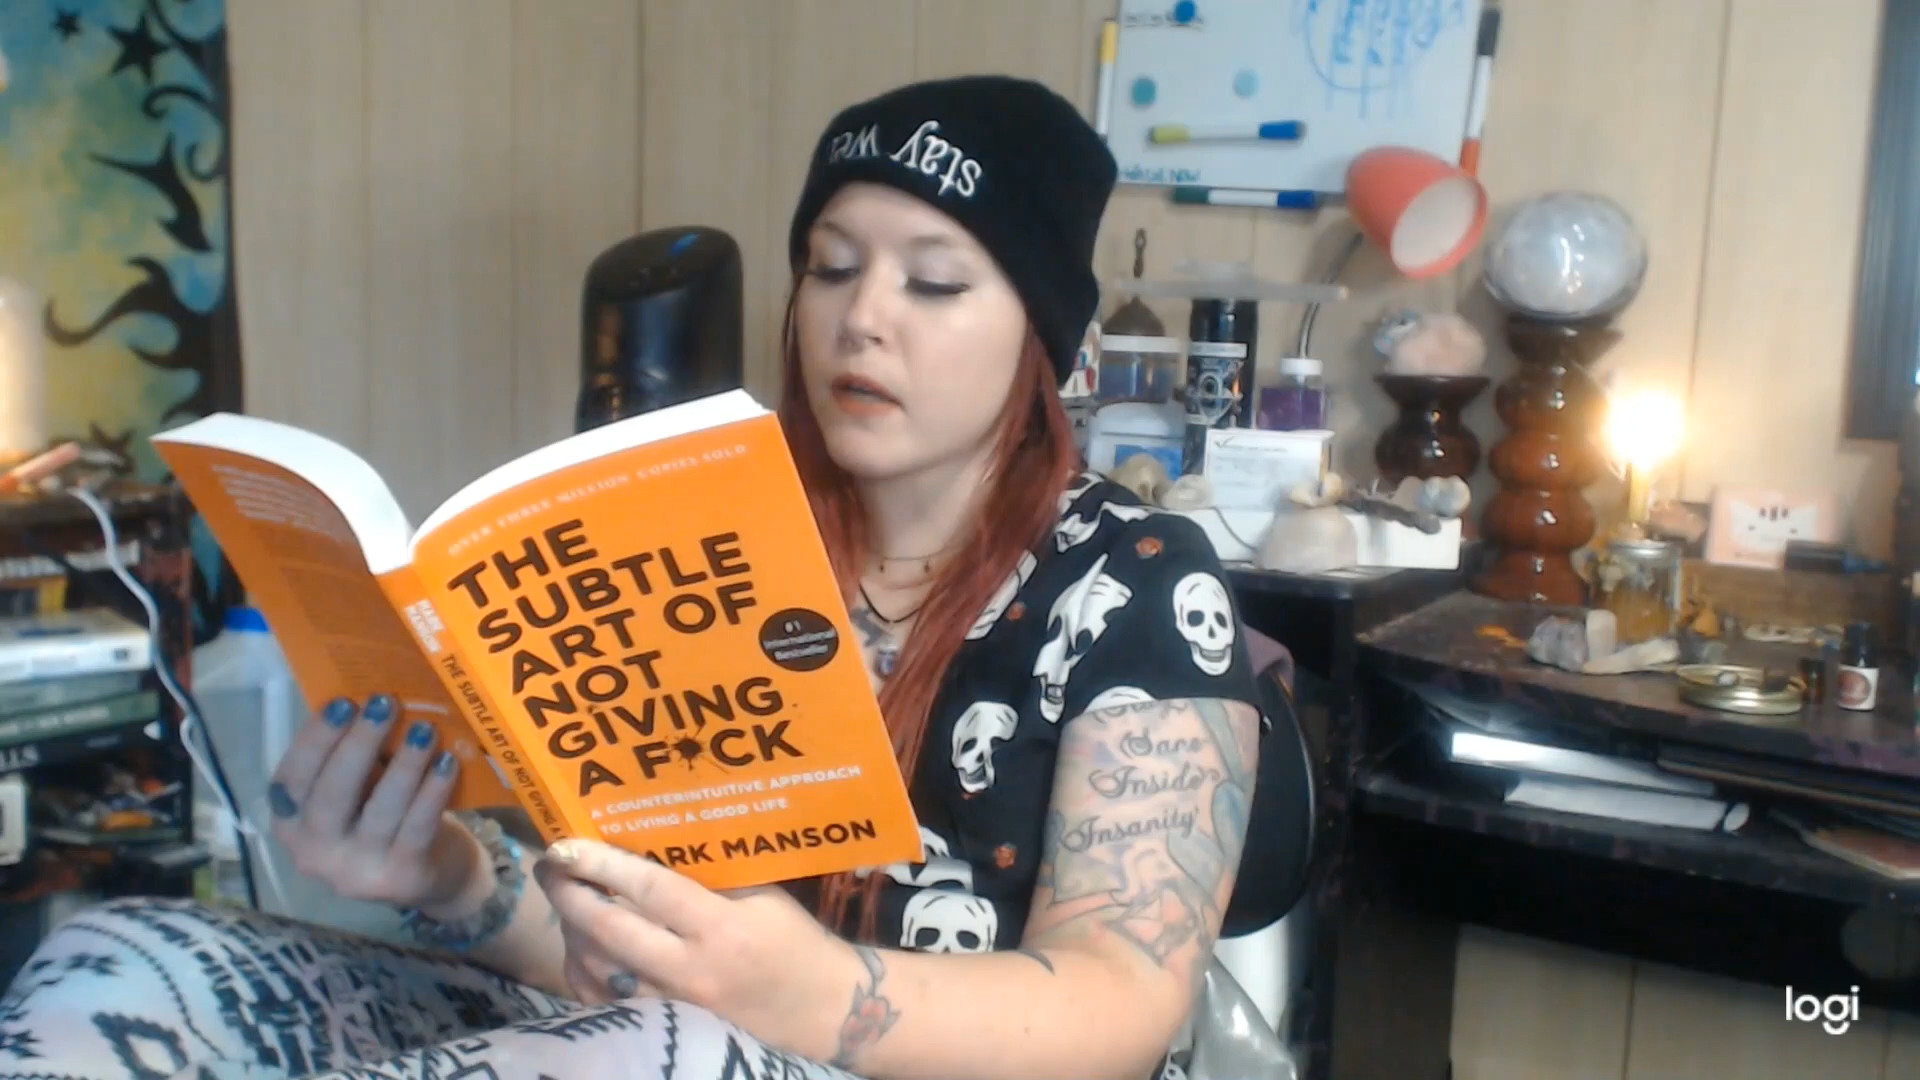 stay we
OVER THREE MILLION COPIES SOLD
THE
SUBTLE
ART OF
NOT
GIVING
A F*CK
#1
International
Bestseller
A COUNTERINTUITIVE APPROACH
TO LIVING A GOOD LIFE
ARK MANSON
MARK
MANSON
THE SUBTLE ART OF NOT GIVING A
Sane
Inside
Insanity
logi